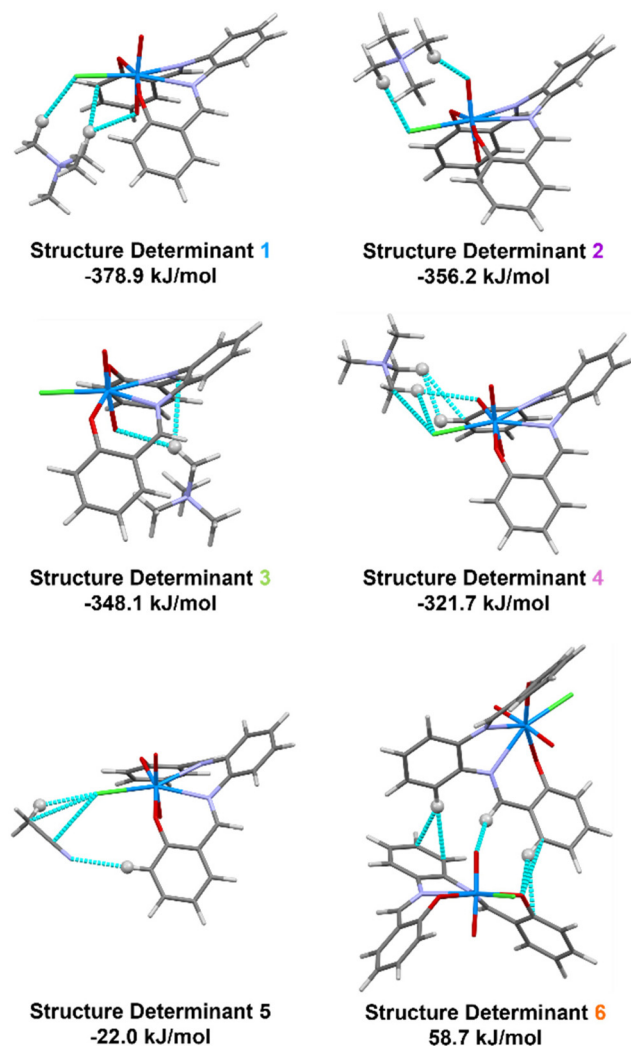 Structure Determinant 1
-378.9 kJ/mol
Structure Determinant 2
-356.2 kJ/mol
Structure Determinant 3
-348.1 kJ/mol
Structure Determinant 4
-321.7 kJ/mol
Structure Determinant 5
-22.0 kJ/mol
Structure Determinant 6
58.7 kJ/mol